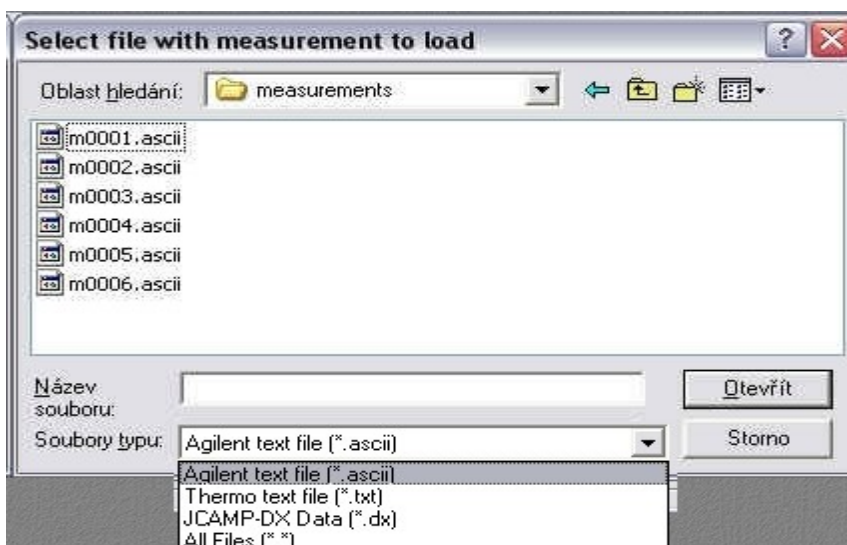 Select file with measurement to load
Oblast hledání: measurements
m0001.ascii
m0002.ascii
m0003.ascii
m0004.ascii
m0005.ascii
m0006.ascii
Název souboru:
Otevřít
Soubory typu: Agilent text file (*.ascii)
Storno
Agilent text file (*.ascii)
Thermo text file (*.txt)
JCAMP-DX Data (*.dx)
All Files (*.*)